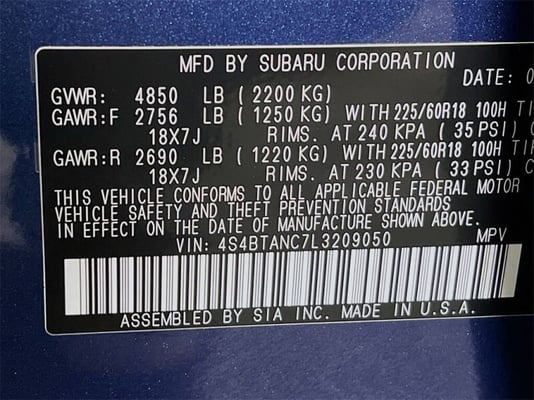 MFD BY SUBARU CORPORATION
DATE: 0
GVWR: 4850 LB ( 2200 KG)
GAWR:F 2756 LB ( 1250 KG) WITH 225/60R18 100H TI
18X7J RIMS. AT 240 KPA ( 35 PSI) C
GAWR:R 2690 LB ( 1220 KG) WITH 225/60R18 100H TIR
18X7J RIMS. AT 230 KPA ( 33 PSI) C
THIS VEHICLE CONFORMS TO ALL APPLICABLE FEDERAL MOTOR
VEHICLE SAFETY AND THEFT PREVENTION STANDARDS
IN EFFECT ON THE DATE OF MANUFACTURE SHOWN ABOVE.
VIN: 4S4BTANC7L3209050 MPV
ASSEMBLED BY SIA INC. MADE IN U.S.A.